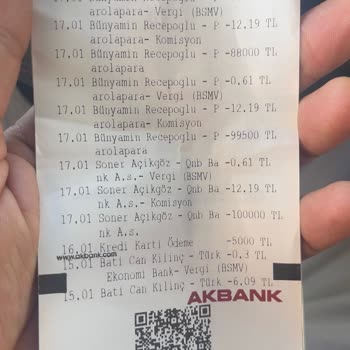 arolapara- Vergi (BSMV)
17.01 Bünyamin Recepoglu - P -12.19 TL
arolapara- Komisyon
17.01 Bünyamin Recepoglu - P -88000 TL
arolapara
17.01 Bünyamin Recepoglu - P -0.61 TL
arolapara- Vergi (BSMV)
17.01 Bünyamin Recepoglu - P -12.19 TL
arolapara- Komisyon
17.01 Bünyamin Recepoglu - P -99500 TL
arolapara
17.01 Soner Açikgöz - Qnb Ba -0.61 TL
nk A.s.- Vergi (BSMV)
17.01 Soner Açikgöz - Qnb Ba -12.19 TL
nk A.s.- Komisyon
17.01 Soner Açikgöz - Qnb Ba -100000 TL
nk A.s.
16.01 Kredi Karti Ödeme -5000 TL
www.akbank.com
15.01 Bati Can Kilinç - Türk -0.3 TL
Ekonomi Bank- Vergi (BSMV)
15.01 Bati Can Kilinç - Türk -6.09 TL
AKBANK